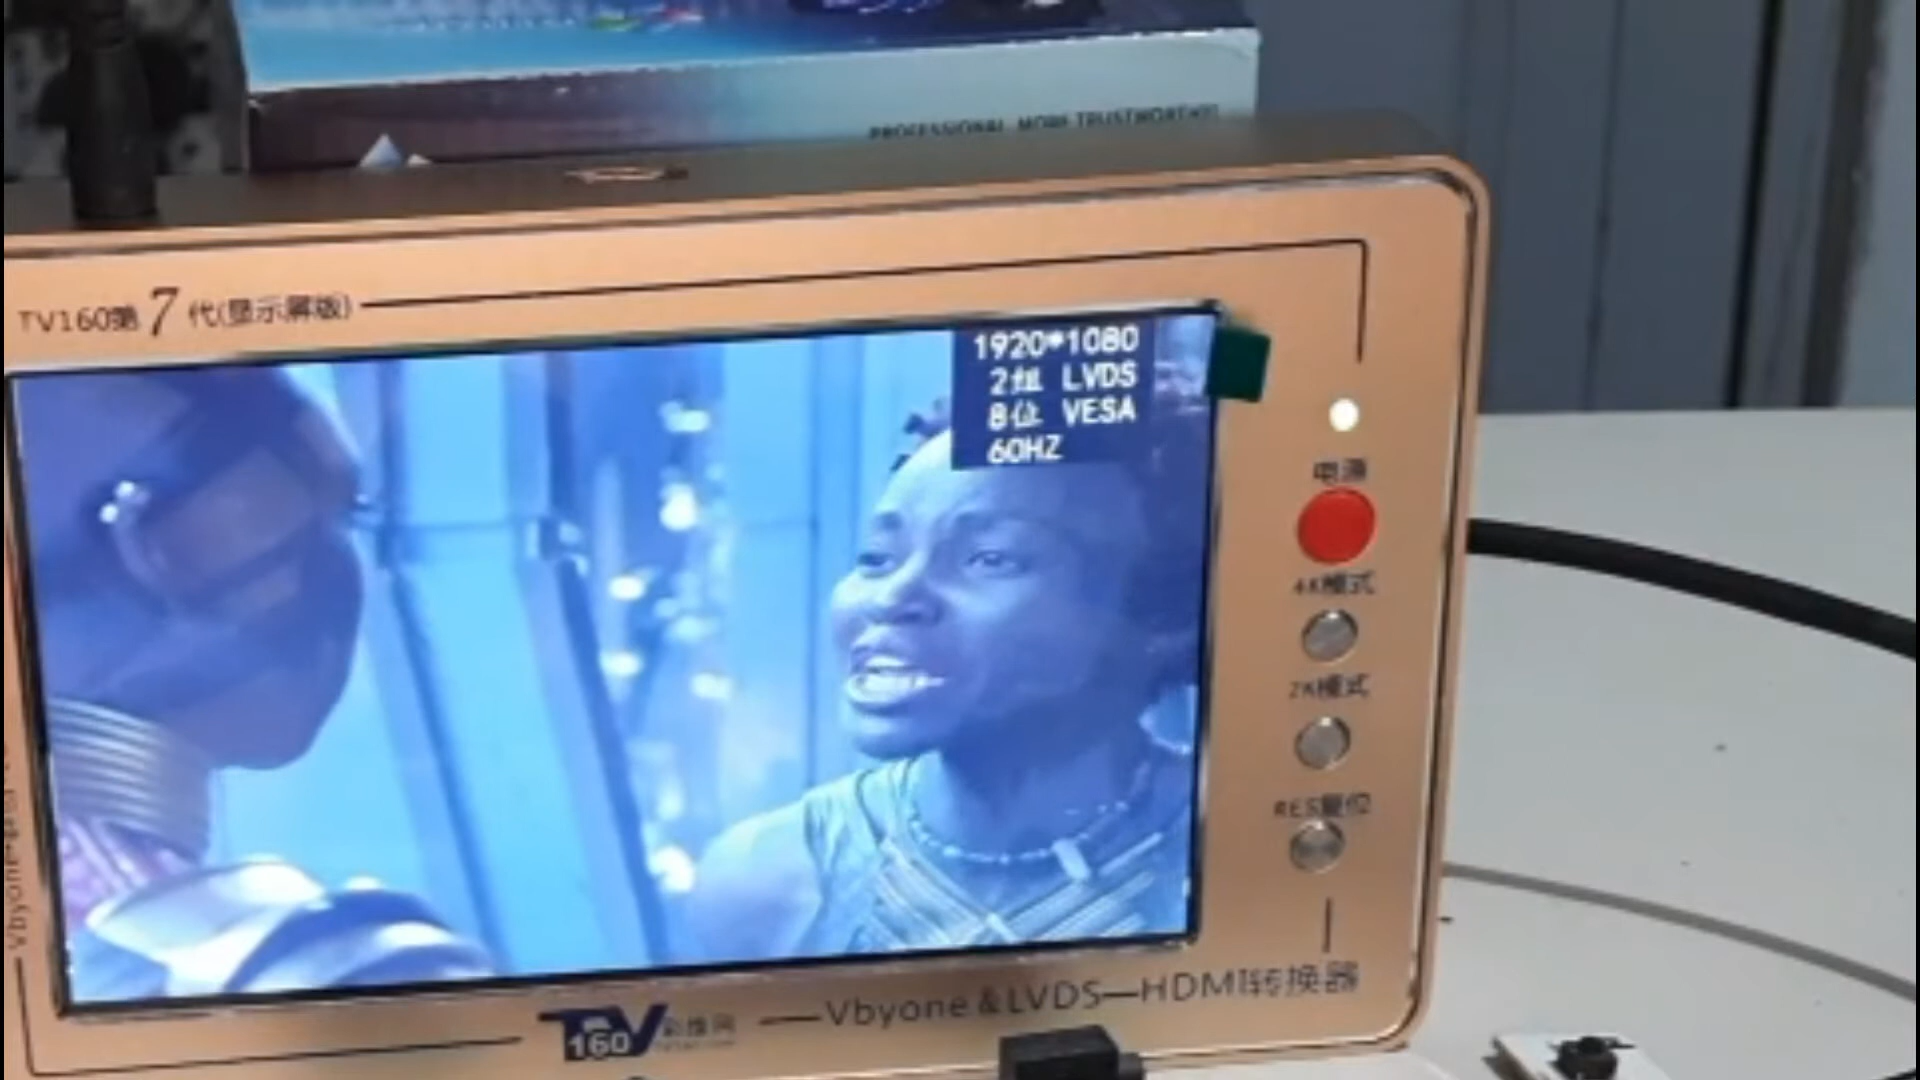 PROFESSIONAL MORE TRUSTWORTHY
TV160第7代(显示屏版)
1920*1080
2组 LVDS
8位 VESA
60HZ
电源
4K模式
2K模式
RES复位
Vbyone&LVDS—HDMI转换器
TV160